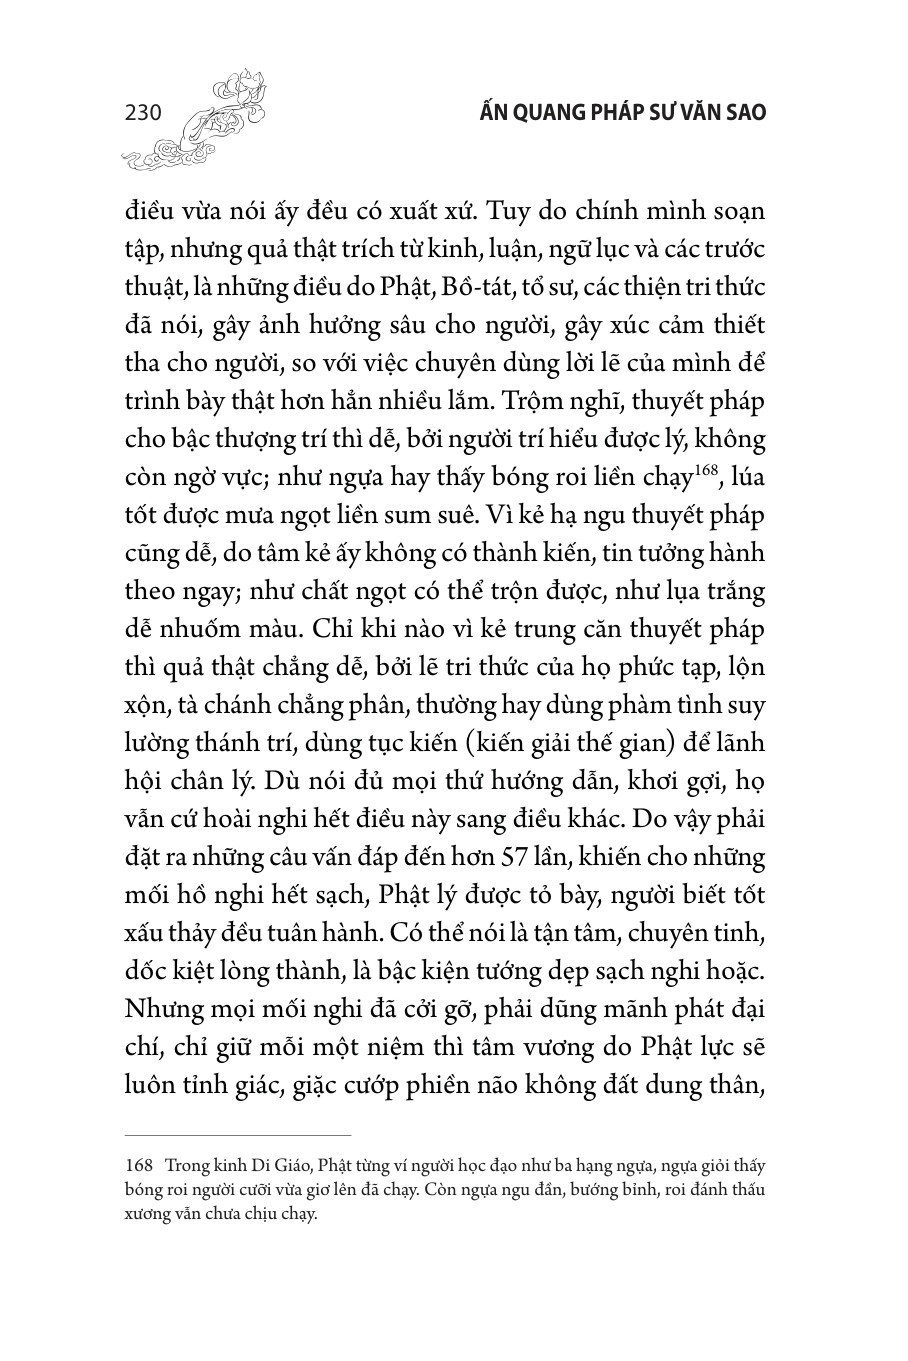 230
ẤN QUANG PHÁP SƯ VĂN SAO
điều vừa nói ấy đều có xuất xứ. Tuy do chính mình soạn
tập, nhưng quả thật trích từ kinh, luận, ngữ lục và các trước
thuật, là những điều do Phật, Bồ-tát, tổ sư, các thiện tri thức
đã nói, gây ảnh hưởng sâu cho người, gây xúc cảm thiết
tha cho người, so với việc chuyên dùng lời lẽ của mình để
trình bày thật hơn hẳn nhiều lắm. Trộm nghĩ, thuyết pháp
cho bậc thượng trí thì dễ, bởi người trí hiểu được lý, không
còn ngờ vực; như ngựa hay thấy bóng roi liền chạy168, lúa
tốt được mưa ngọt liền sum suê. Vì kẻ hạ ngu thuyết pháp
cũng dễ, do tâm kẻ ấy không có thành kiến, tin tưởng hành
theo ngay; như chất ngọt có thể trộn được, như lụa trắng
dễ nhuốm màu. Chỉ khi nào vì kẻ trung căn thuyết pháp
thì quả thật chẳng dễ, bởi lẽ tri thức của họ phức tạp, lộn
xộn, tà chánh chẳng phân, thường hay dùng phàm tình suy
lường thánh trí, dùng tục kiến (kiến giải thế gian) để lãnh
hội chân lý. Dù nói đủ mọi thứ hướng dẫn, khơi gợi, họ
vẫn cứ hoài nghi hết điều này sang điều khác. Do vậy phải
đặt ra những câu vấn đáp đến hơn 57 lần, khiến cho những
mối hồ nghi hết sạch, Phật lý được tỏ bày, người biết tốt
xấu thảy đều tuân hành. Có thể nói là tận tâm, chuyên tinh,
dốc kiệt lòng thành, là bậc kiện tướng dẹp sạch nghi hoặc.
Nhưng mọi mối nghi đã cởi gỡ, phải dũng mãnh phát đại
chí, chỉ giữ mỗi một niệm thì tâm vương do Phật lực sẽ
luôn tỉnh giác, giặc cướp phiền não không đất dung thân,
168 Trong kinh Di Giáo, Phật từng ví người học đạo như ba hạng ngựa, ngựa giỏi thấy
bóng roi người cưỡi vừa giơ lên đã chạy. Còn ngựa ngu đần, bướng bỉnh, roi đánh thấu
xương vẫn chưa chịu chạy.